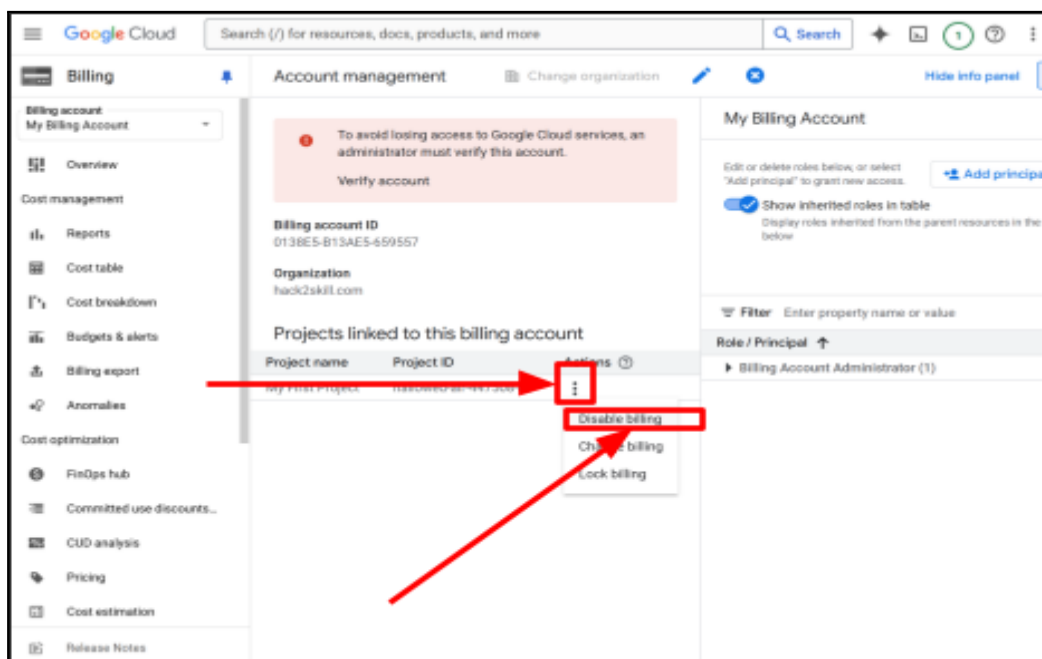 Google Cloud
Search (/) for resources, docs, products, and more
Search
1
Billing
Account management
Change organization
Hide info panel
Billing account
My Billing Account
Overview
Cost management
Reports
Cost table
Cost breakdown
Budgets & alerts
Billing export
Anomalies
Cost optimization
FinOps hub
Committed use discounts...
CUD analysis
Pricing
Cost estimation
Release Notes
To avoid losing access to Google Cloud services, an
administrator must verify this account.
Verify account
Billing account ID
0138E5-B13AE5-659557
Organization
hack2skill.com
Projects linked to this billing account
Project name Project ID Actions
My First Project
Disable billing
Change billing
Lock billing
My Billing Account
Edit or delete roles below, or select
"Add principal" to grant new access.
Add principa
Show inherited roles in table
Display roles inherited from the parent resources in the
below
Filter Enter property name or value
Role / Principal
Billing Account Administrator (1)